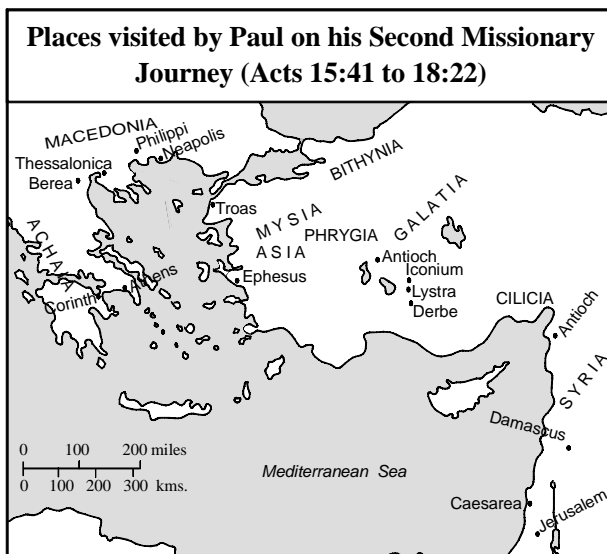 Places visited by Paul on his Second Missionary
Journey (Acts 15:41 to 18:22)
MACEDONIA
Philippi
Neapolis
Thessalonica
Berea
BITHYNIA
Troas
MYSIA
ASIA
PHRYGIA
GALATIA
ACHAIA
Antioch
Iconium
Ephesus
Lystra
Athens
Corinth
Derbe
CILICIA
Antioch
SYRIA
Damascus
0 100 200 miles
0 100 200 300 kms.
Mediterranean Sea
Caesarea
Jerusalem